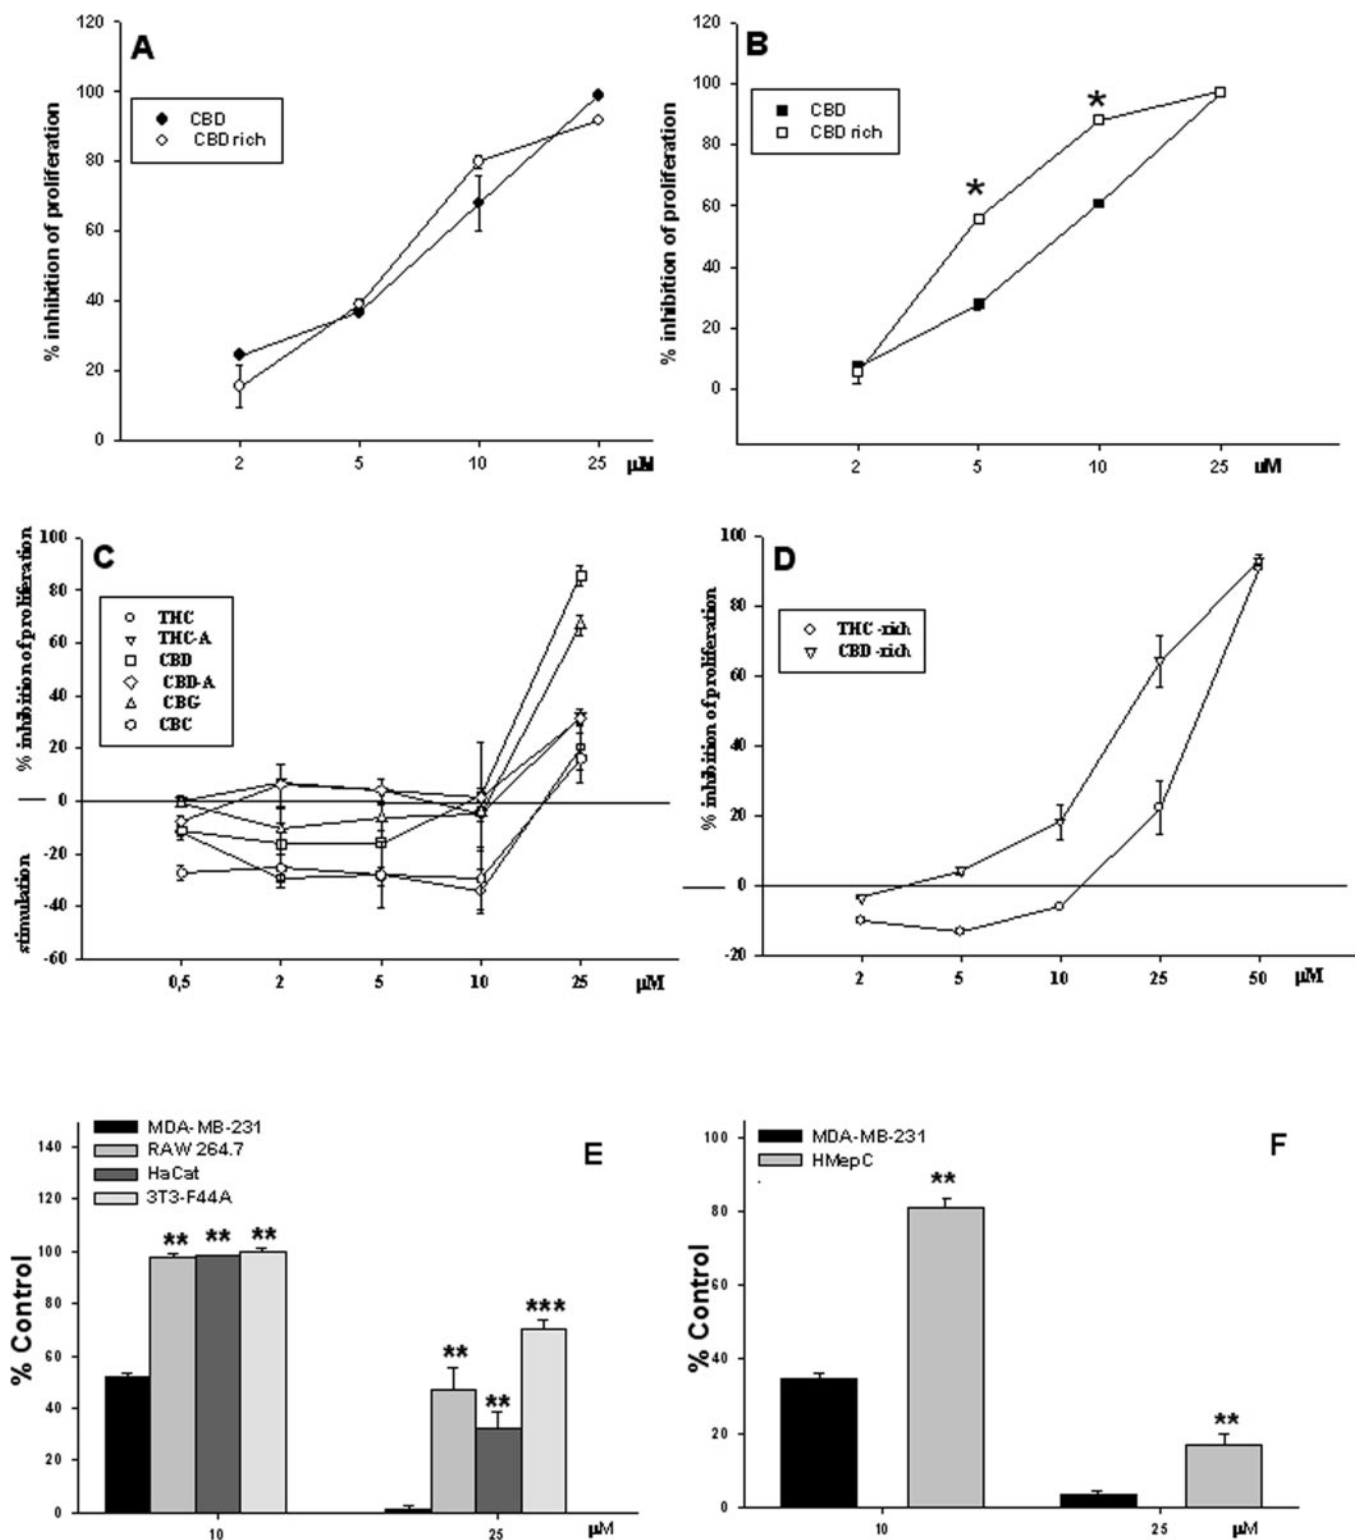 A
% inhibition of proliferation
120
100
80
60
40
20
0
CBD
CBD rich
2 5 10 25 µM
B
% inhibition of proliferation
120
100
80
60
40
20
0
CBD
CBD rich
*
*
2 5 10 25 uM
C
% inhibition of proliferation
stimulation
100
80
60
40
20
0
-20
-40
-60
THC
THC-A
CBD
CBD-A
CBG
CBC
0,5 2 5 10 25 µM
D
% inhibition of proliferation
100
80
60
40
20
0
-20
THC -rich
CBD -rich
2 5 10 25 50 µM
E
% Control
140
120
100
80
60
40
20
0
MDA-MB-231
RAW 264.7
HaCat
3T3-F44A
** ** **
** ** ***
10 25 µM
F
% Control
100
80
60
40
20
0
MDA-MB-231
HMepC
**
**
10 25 µM